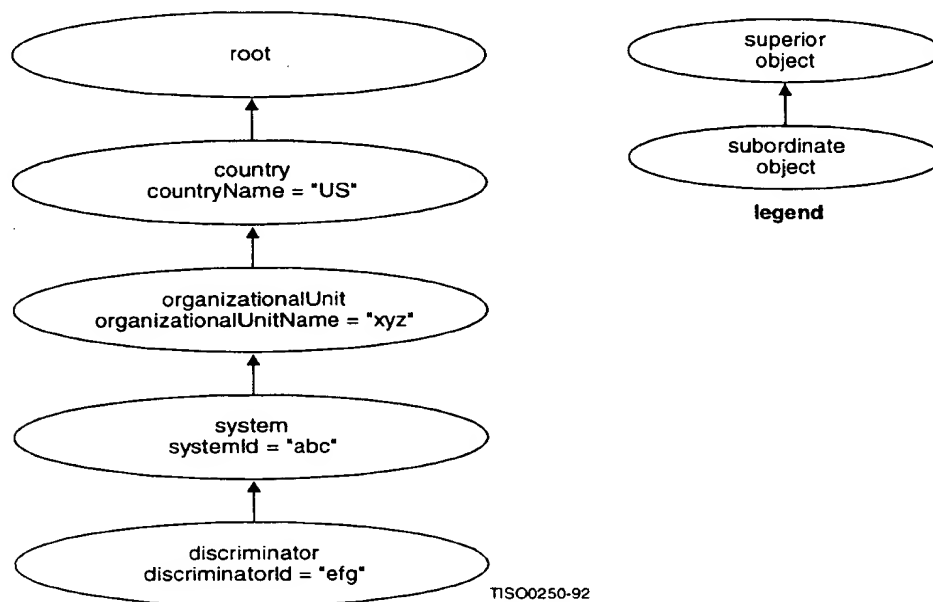 root
country
countryName = "US"
organizationalUnit
organizationalUnitName = "xyz"
system
systemId = "abc"
discriminator
discriminatorId = "efg"
superior
object
subordinate
object
legend
TISO0250-92